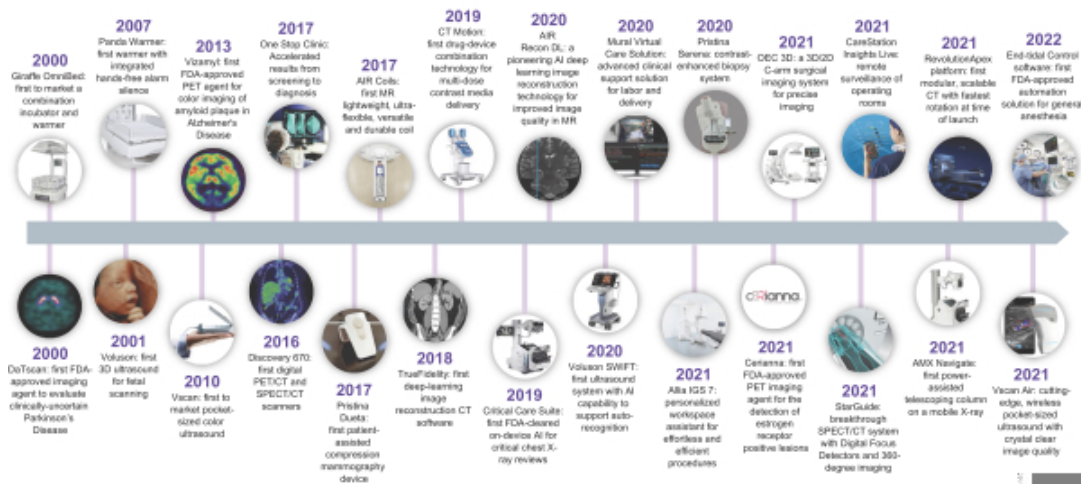 2000
Giraffe OmniBed:
first to market a
combination
incubator and
warmer
2007
Panda Warmer:
first warmer with
integrated
hands-free alarm
silence
2013
Vizamyl: first
FDA-approved
PET agent for
color imaging of
amyloid plaque in
Alzheimer's
Disease
2017
One Stop Clinic:
Accelerated
results from
screening to
diagnosis
2017
AIR Coils:
first MR
lightweight, ultra-
flexible, versatile
and durable coil
2019
CT Motion:
first drug-device
combination
technology for
multi-dose
contrast media
delivery
2020
AIR
Recon DL: a
pioneering AI deep
learning image
reconstruction
technology for
improved image
quality in MR
2020
Mural Virtual
Care Solution:
advanced clinical
support solution
for labor and
delivery
2020
Pristina
Serena: contrast-
enhanced biopsy
system
2021
OEC 3D: a 3D/2D
C-arm surgical
imaging system
for precise
imaging
2021
CareStation
Insights Live:
remote
surveillance of
operating
rooms
2021
RevolutionApex
platform: first
modular, scalable
CT with fastest
rotation at time
of launch
2022
End-tidal Control
software: first FDA-
approved
automation
solution for general
anesthesia
2000
DaTscan: first FDA-
approved imaging
agent to evaluate
clinically-uncertain
Parkinson's
Disease
2001
Voluson: first
3D ultrasound
for fetal
scanning
2010
Vscan: first to
market pocket-
sized color
ultrasound
2016
Discovery 670:
first digital
PET/CT and
SPECT/CT
scanners
2017
Pristina
Dueta:
first patient-
assisted
compression
mammography
device
2018
TrueFidelity: first
deep-learning
image
reconstruction CT
software
2019
Critical Care Suite:
first FDA-cleared
on-device AI for
critical chest X-
ray reviews
2020
Voluson SWIFT:
first ultrasound
system with AI
capability to
support auto-
recognition
2021
Allia IGS 7:
personalized
workspace
assistant for
effortless and
efficient
procedures
cerianna
2021
Cerianna: first
FDA-approved
PET imaging
agent for the
detection of
estrogen
receptor
positive lesions
2021
StarGuide:
breakthrough
SPECT/CT system
with Digital Focus
Detectors and 360-
degree imaging
2021
AMX Navigate:
first power-
assisted
telescoping column
on a mobile X-ray
2021
Vscan Air: cutting-
edge, wireless
pocket-sized
ultrasound with
crystal clear
image quality